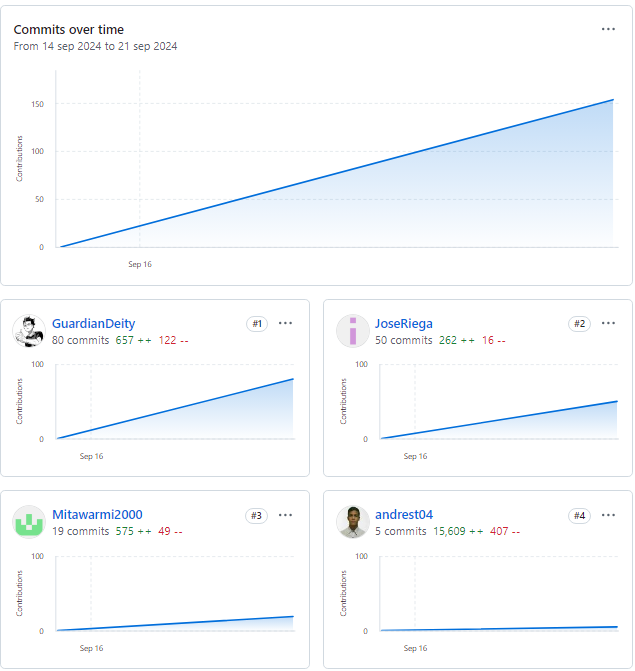 Commits over time
From 14 sep 2024 to 21 sep 2024
Contributions
150
100
50
0
Sep 16
GuardianDeity
#1
80 commits 657 ++ 122 --
Contributions
100
0
Sep 16
JoseRiega
#2
50 commits 262 ++ 16 --
Contributions
100
0
Sep 16
Mitawarmi2000
#3
19 commits 575 ++ 49 --
Contributions
100
0
Sep 16
andrest04
#4
5 commits 15,609 ++ 407 --
Contributions
100
0
Sep 16